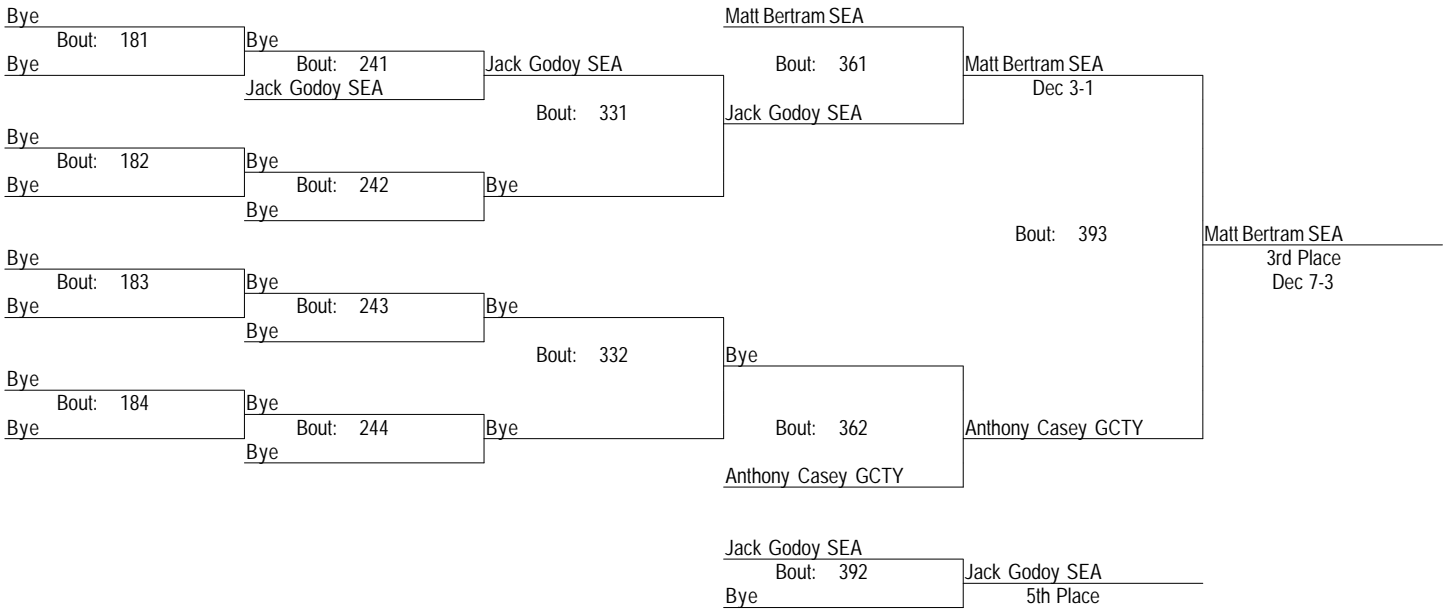 Bye
Bout: 181
Bye
Bye
Bout: 241
Jack Godoy SEA
Jack Godoy SEA
Bout: 331
Bye
Bout: 182
Bye
Bye
Bout: 242
Bye
Bye
Matt Bertram SEA
Bout: 361
Jack Godoy SEA
Matt Bertram SEA
Dec 3-1
Bye
Bout: 183
Bye
Bye
Bout: 243
Bye
Bye
Bout: 332
Bye
Bout: 184
Bye
Bye
Bout: 244
Bye
Bye
Bye
Bout: 362
Anthony Casey GCTY
Anthony Casey GCTY
Bout: 393
Matt Bertram SEA
3rd Place
Dec 7-3
Jack Godoy SEA
Bout: 392
Bye
Jack Godoy SEA
5th Place